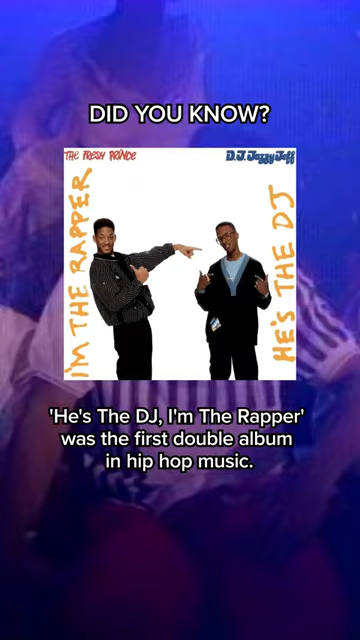 DID YOU KNOW?
THE FRESH PRINCE
D.J. Jazzy Jeff
I'M THE RAPPER
HE'S THE DJ
'He's The DJ, I'm The Rapper'
was the first double album
in hip hop music.